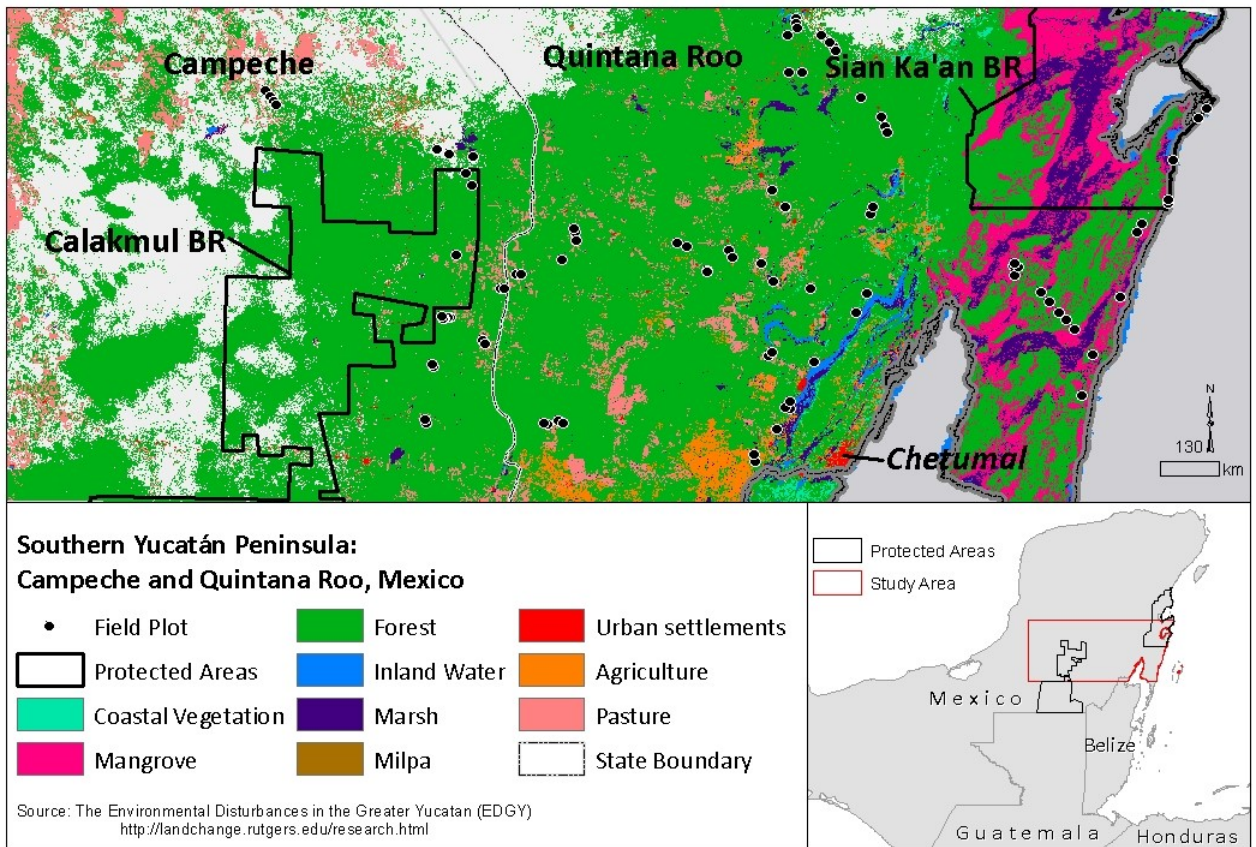 Campeche
Quintana Roo
Sian Ka'an BR
Calakmul BR
Chetumal
N
130
km
Southern Yucatán Peninsula:
Campeche and Quintana Roo, Mexico
Field Plot
Forest
Urban settlements
Protected Areas
Inland Water
Agriculture
Coastal Vegetation
Marsh
Pasture
Mangrove
Milpa
State Boundary
Source: The Environmental Disturbances in the Greater Yucatan (EDGY)
http://landchange.rutgers.edu/research.html
Protected Areas
Study Area
Mexico
Belize
Guatemala
Honduras